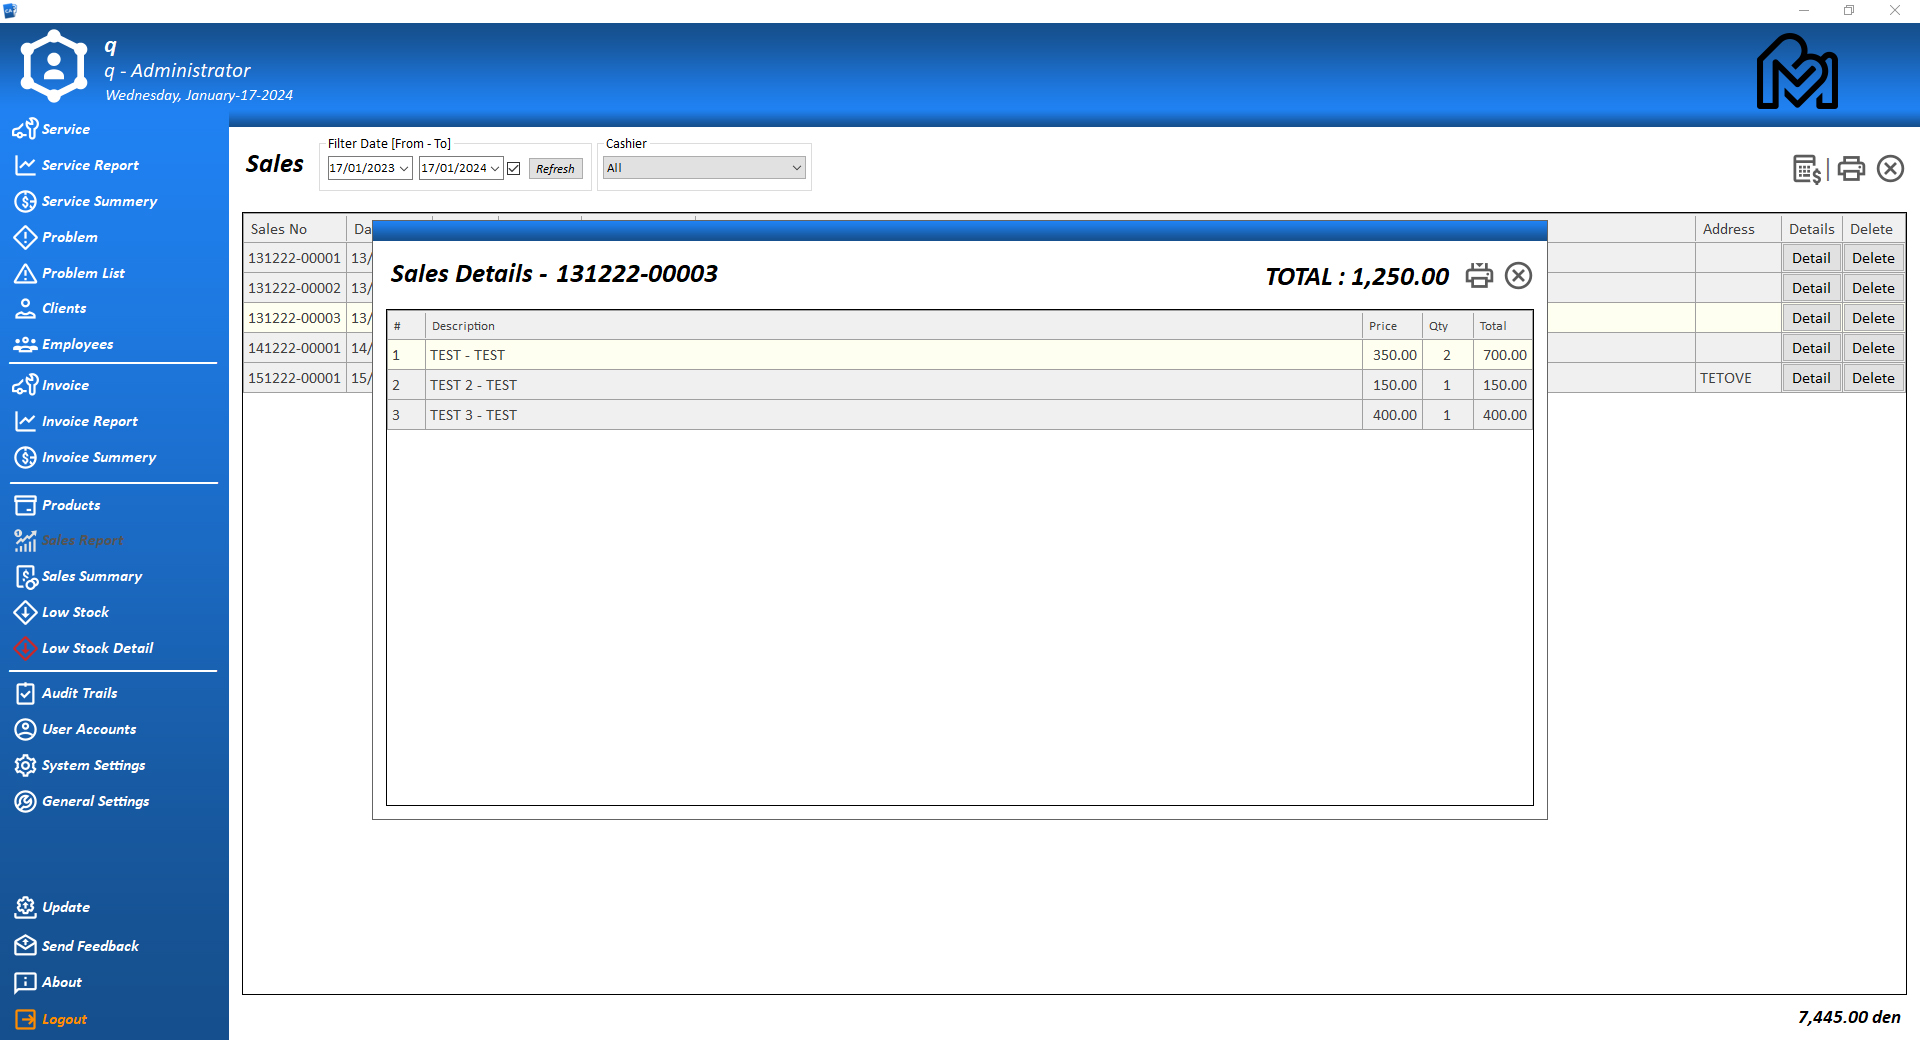 q
q - Administrator
Wednesday, January-17-2024
Service
Service Report
Service Summery
Problem
Problem List
Clients
Employees
Invoice
Invoice Report
Invoice Summery
Products
Sales Report
Sales Summary
Low Stock
Low Stock Detail
Audit Trails
User Accounts
System Settings
General Settings
Update
Send Feedback
About
Logout
Sales
Filter Date [From - To]
17/01/2023 17/01/2024 Refresh
Cashier
All
Sales No Da Address Details Delete
131222-00001 13/ Detail Delete
131222-00002 13/ Detail Delete
131222-00003 13/ Detail Delete
141222-00001 14/ Detail Delete
151222-00001 15/ TETOVE Detail Delete
Sales Details - 131222-00003 TOTAL : 1,250.00
# Description Price Qty Total
1 TEST - TEST 350.00 2 700.00
2 TEST 2 - TEST 150.00 1 150.00
3 TEST 3 - TEST 400.00 1 400.00
7,445.00 den